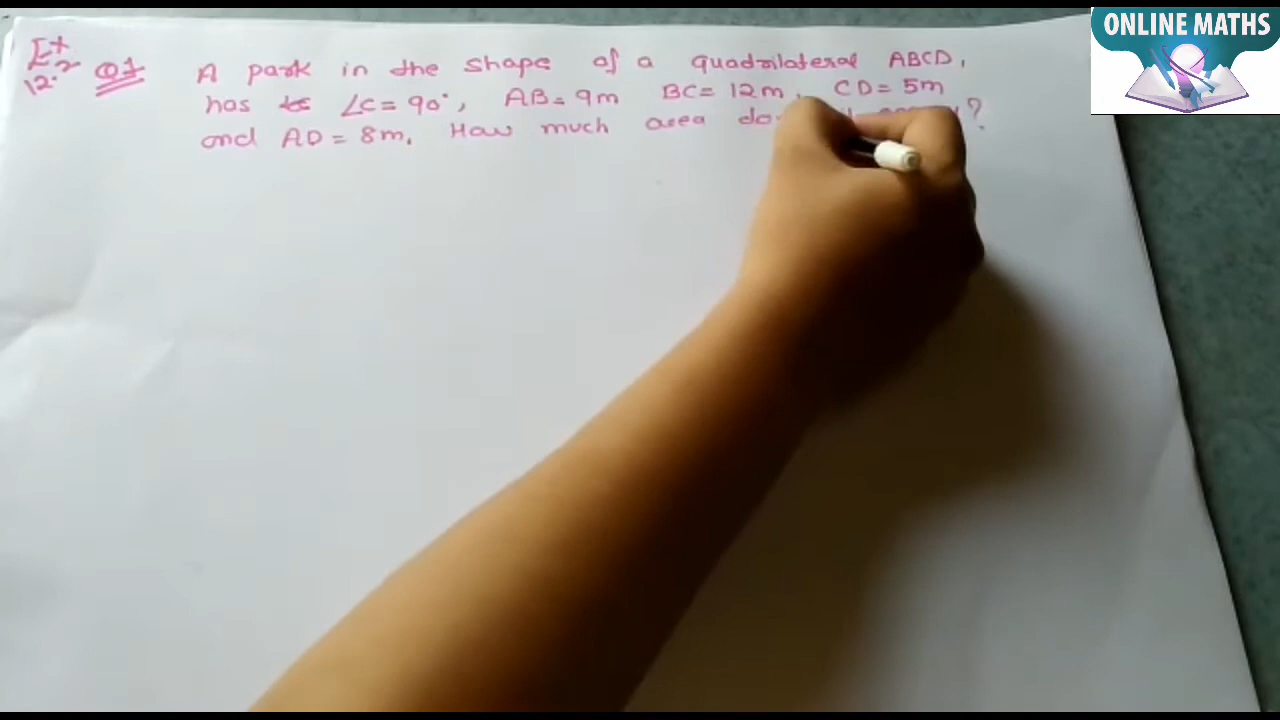 ONLINE MATHS
Ex 12.2
Q1 A park in the shape of a quadrilateral ABCD,
has ∠C = 90°, AB = 9m BC = 12m, CD = 5m
and AD = 8m. How much area ?